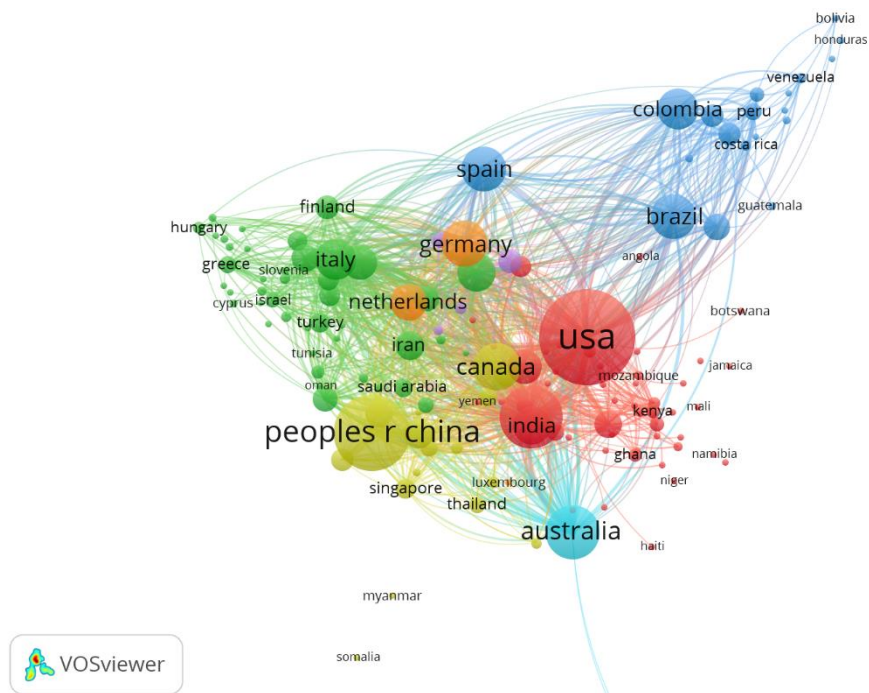 bolivia
honduras
venezuela
colombia
peru
costa rica
spain
finland
brazil
guatemala
hungary
germany
italy
angola
greece
slovenia
cyprus
israel
netherlands
botswana
turkey
usa
iran
tunisia
canada
mozambique
jamaica
oman
saudi arabia
yemen
kenya
mali
peoples r china
india
ghana
namibia
singapore
luxembourg
niger
thailand
australia
haiti
myanmar
somalia
VOSviewer